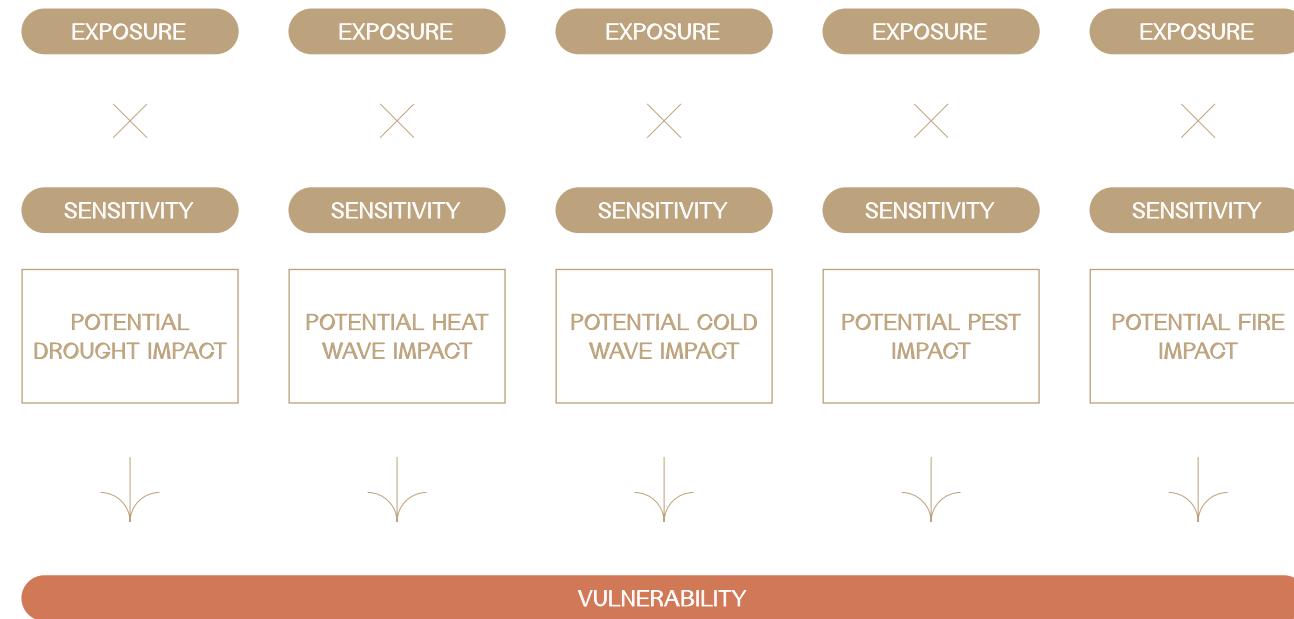 EXPOSURE EXPOSURE EXPOSURE EXPOSURE EXPOSURE
SENSITIVITY SENSITIVITY SENSITIVITY SENSITIVITY SENSITIVITY
POTENTIAL
DROUGHT IMPACT
POTENTIAL HEAT
WAVE IMPACT
POTENTIAL COLD
WAVE IMPACT
POTENTIAL PEST
IMPACT
POTENTIAL FIRE
IMPACT
VULNERABILITY